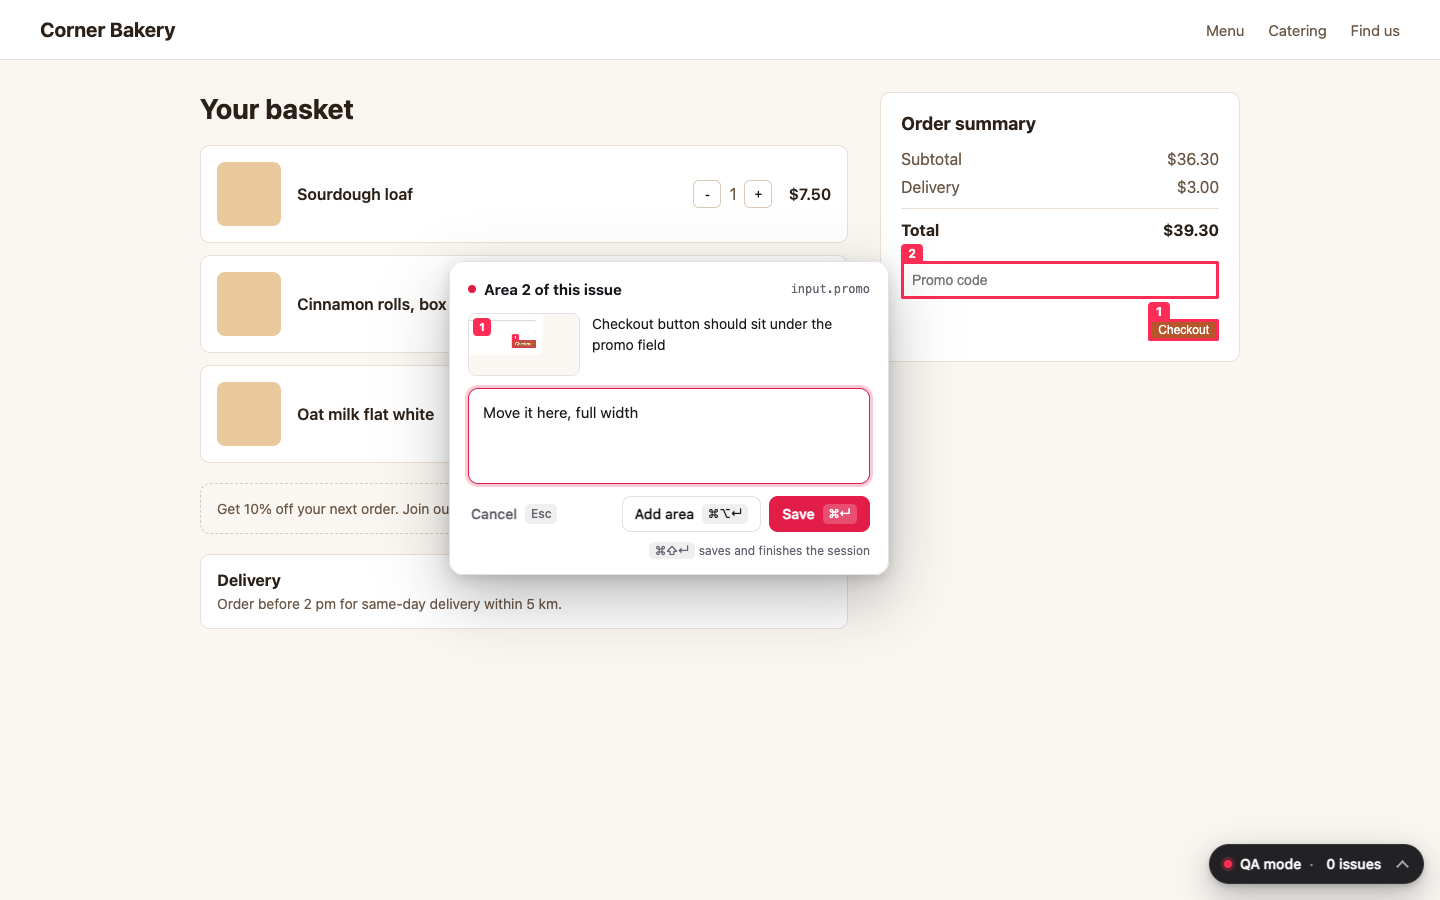 Corner Bakery
Menu
Catering
Find us
Your basket
Sourdough loaf
-
1
+
$7.50
Cinnamon rolls, box
Oat milk flat white
Get 10% off your next order. Join ou
Delivery
Order before 2 pm for same-day delivery within 5 km.
Order summary
Subtotal
$36.30
Delivery
$3.00
Total
$39.30
2
Promo code
1
Checkout
Area 2 of this issue
input.promo
1
Checkout button should sit under the
promo field
Move it here, full width
Cancel
Esc
Add area
⌘⌥↵
Save
⌘↵
⌘⇧↵ saves and finishes the session
QA mode · 0 issues